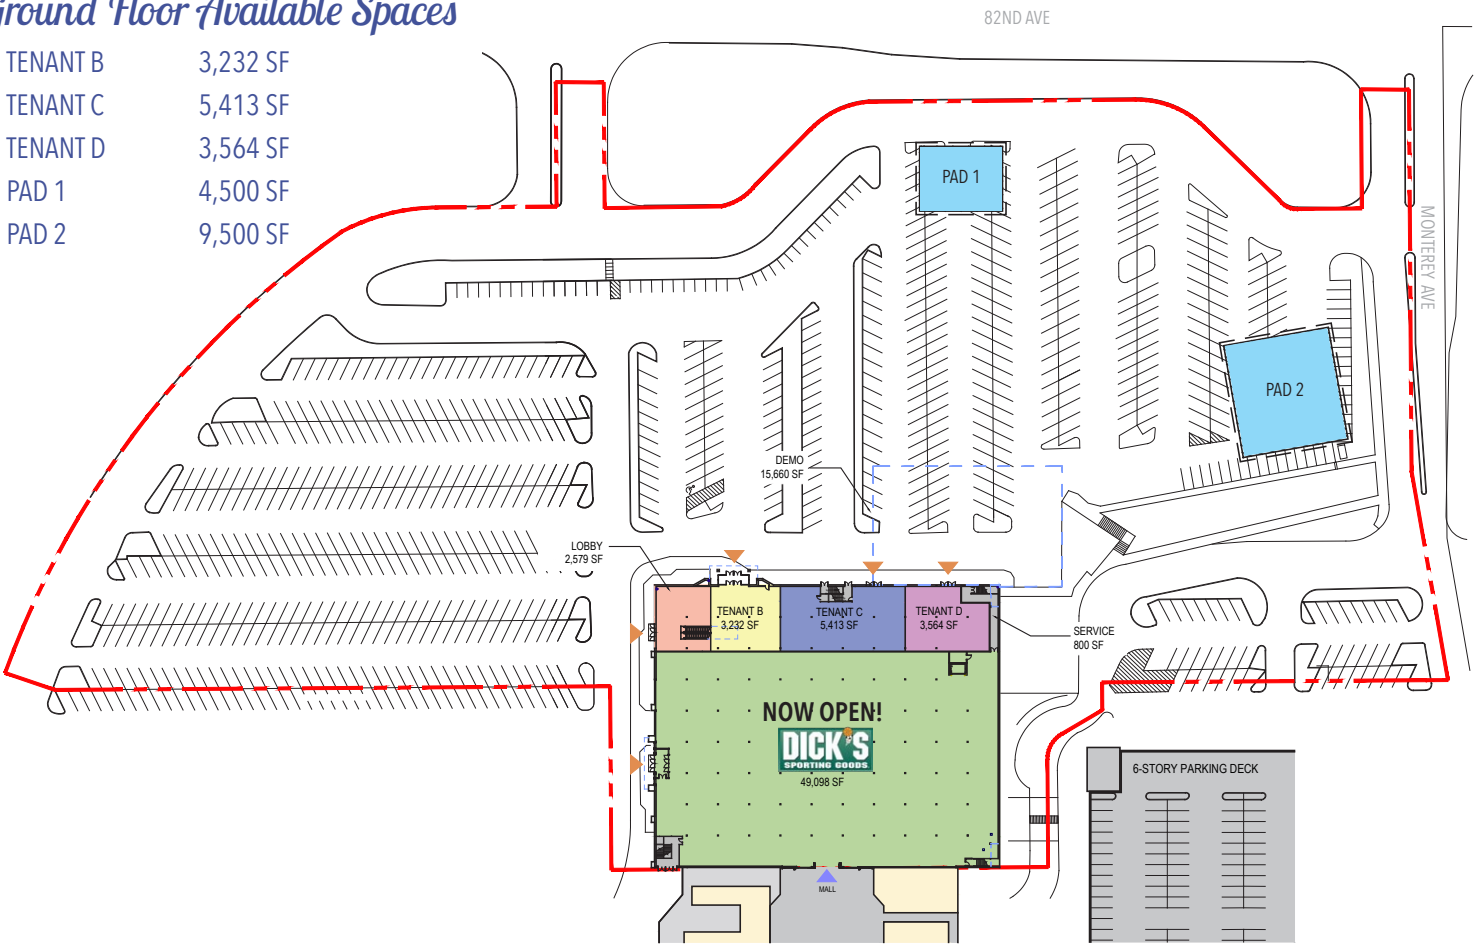 Ground Floor Available Spaces
TENANT B 3,232 SF
TENANT C 5,413 SF
TENANT D 3,564 SF
PAD 1 4,500 SF
PAD 2 9,500 SF
82ND AVE
MONTEREY AVE
PAD 1
PAD 2
DEMO
15,660 SF
LOBBY
2,579 SF
TENANT B
3,232 SF
TENANT C
5,413 SF
TENANT D
3,564 SF
SERVICE
800 SF
NOW OPEN!
DICK'S
SPORTING GOODS
49,098 SF
6-STORY PARKING DECK
MALL